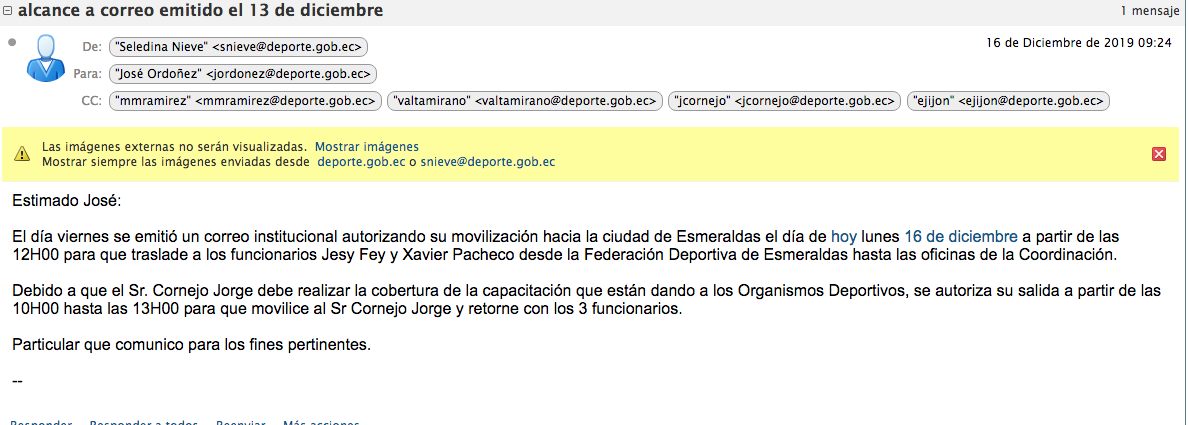 alcance a correo emitido el 13 de diciembre
1 mensaje
De: "Seledina Nieve" <snieve@deporte.gob.ec>
16 de Diciembre de 2019 09:24
Para: "José Ordoñez" <jordonez@deporte.gob.ec>
CC: "mmramirez" <mmramirez@deporte.gob.ec> "valtamirano" <valtamirano@deporte.gob.ec> "jcornejo" <jcornejo@deporte.gob.ec> "ejijon" <ejijon@deporte.gob.ec>
Las imágenes externas no serán visualizadas. Mostrar imágenes
Mostrar siempre las imágenes enviadas desde deporte.gob.ec o snieve@deporte.gob.ec
Estimado José:
El día viernes se emitió un correo institucional autorizando su movilización hacia la ciudad de Esmeraldas el día de hoy lunes 16 de diciembre a partir de las
12H00 para que traslade a los funcionarios Jesy Fey y Xavier Pacheco desde la Federación Deportiva de Esmeraldas hasta las oficinas de la Coordinación.
Debido a que el Sr. Cornejo Jorge debe realizar la cobertura de la capacitación que están dando a los Organismos Deportivos, se autoriza su salida a partir de las
10H00 hasta las 13H00 para que movilice al Sr Cornejo Jorge y retorne con los 3 funcionarios.
Particular que comunico para los fines pertinentes.
--
Responder Responder a todos Reenviar Más acciones